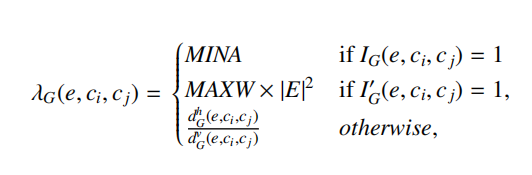 λ_G(e, c_i, c_j) = { MINA if I_G(e, c_i, c_j) = 1
MAXW × |E|² if I′_G(e, c_i, c_j) = 1,
d^h_G(e,c_i,c_j) / d^v_G(e,c_i,c_j) otherwise,